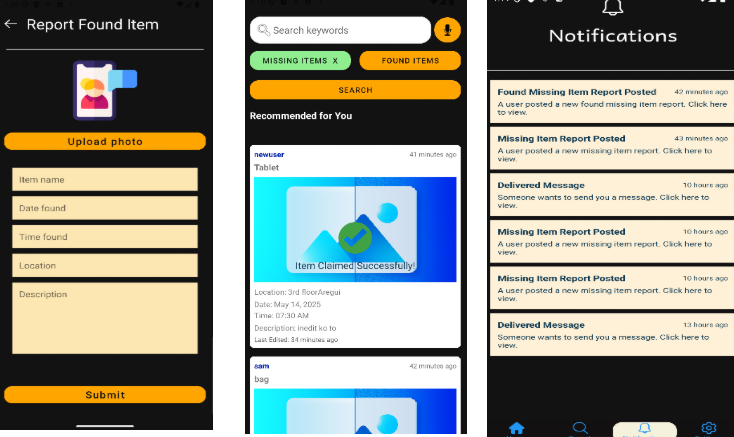 Report Found Item
Upload photo
Item name
Date found
Time found
Location
Description
Submit
Search keywords
MISSING ITEMS X
FOUND ITEMS
SEARCH
Recommended for You
newuser
41 minutes ago
Tablet
Item Claimed Successfully!
Location: 3rd floorAregui
Date: May 14, 2025
Time: 07:30 AM
Description: inedit ko to
Last Edited: 34 minutes ago
sam
42 minutes ago
bag
Notifications
Found Missing Item Report Posted
42 minutes ago
A user posted a new found missing item report. Click here
to view.
Missing Item Report Posted
43 minutes ago
A user posted a new missing item report. Click here to
view.
Delivered Message
10 hours ago
Someone wants to send you a message. Click here to
view.
Missing Item Report Posted
10 hours ago
A user posted a new missing item report. Click here to
view.
Missing Item Report Posted
10 hours ago
A user posted a new missing item report. Click here to
view.
Delivered Message
13 hours ago
Someone wants to send you a message. Click here to
view.